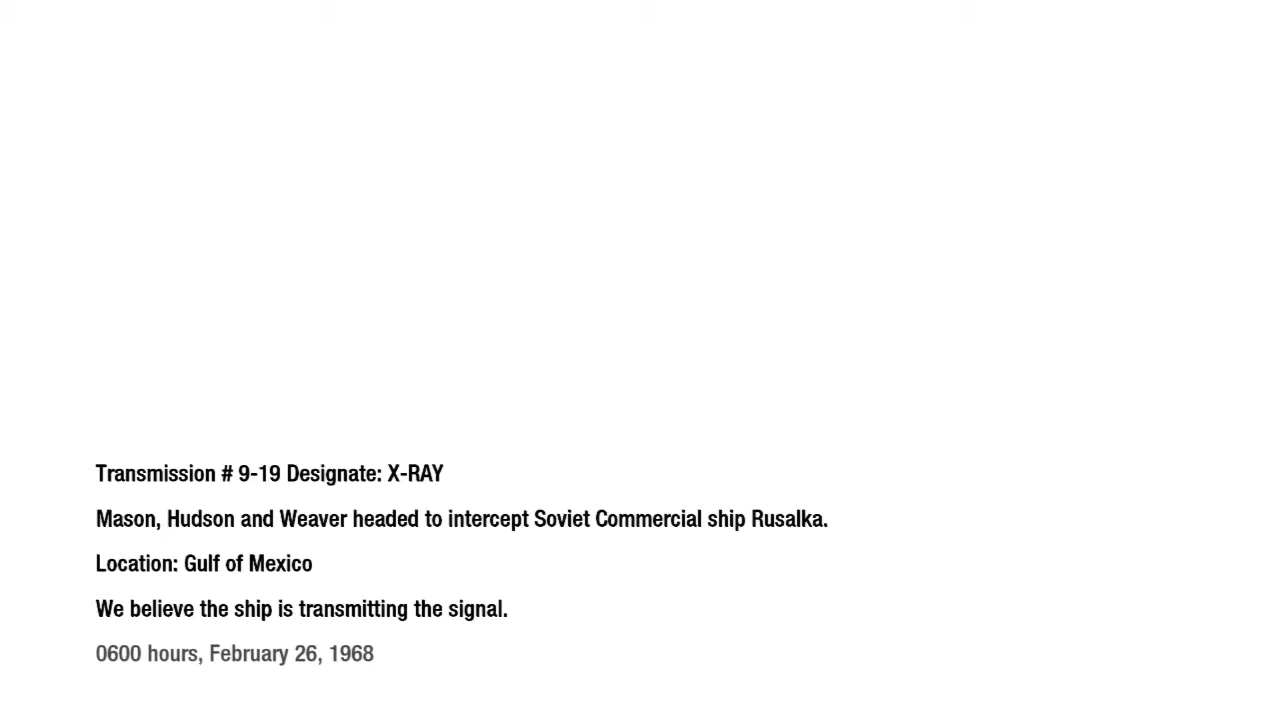 Transmission # 9-19 Designate: X-RAY
Mason, Hudson and Weaver headed to intercept Soviet Commercial ship Rusalka.
Location: Gulf of Mexico
We believe the ship is transmitting the signal.
0600 hours, February 26, 1968